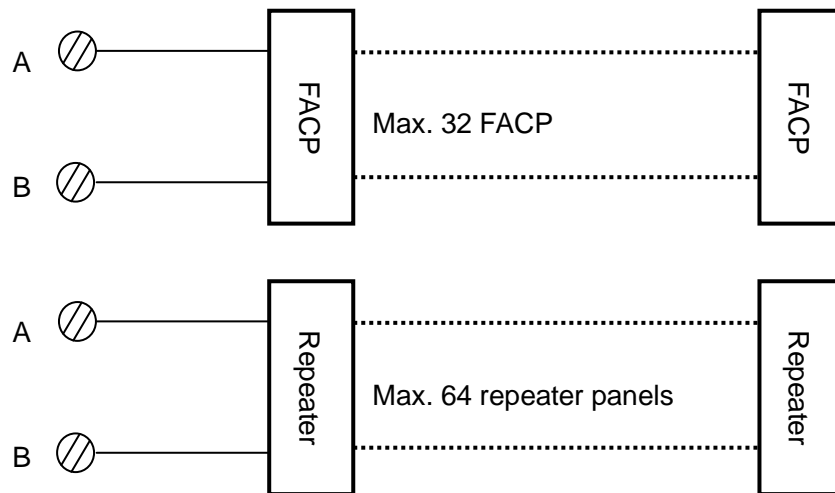 A
FACP
Max. 32 FACP
FACP
B
A
Repeater
Max. 64 repeater panels
Repeater
B